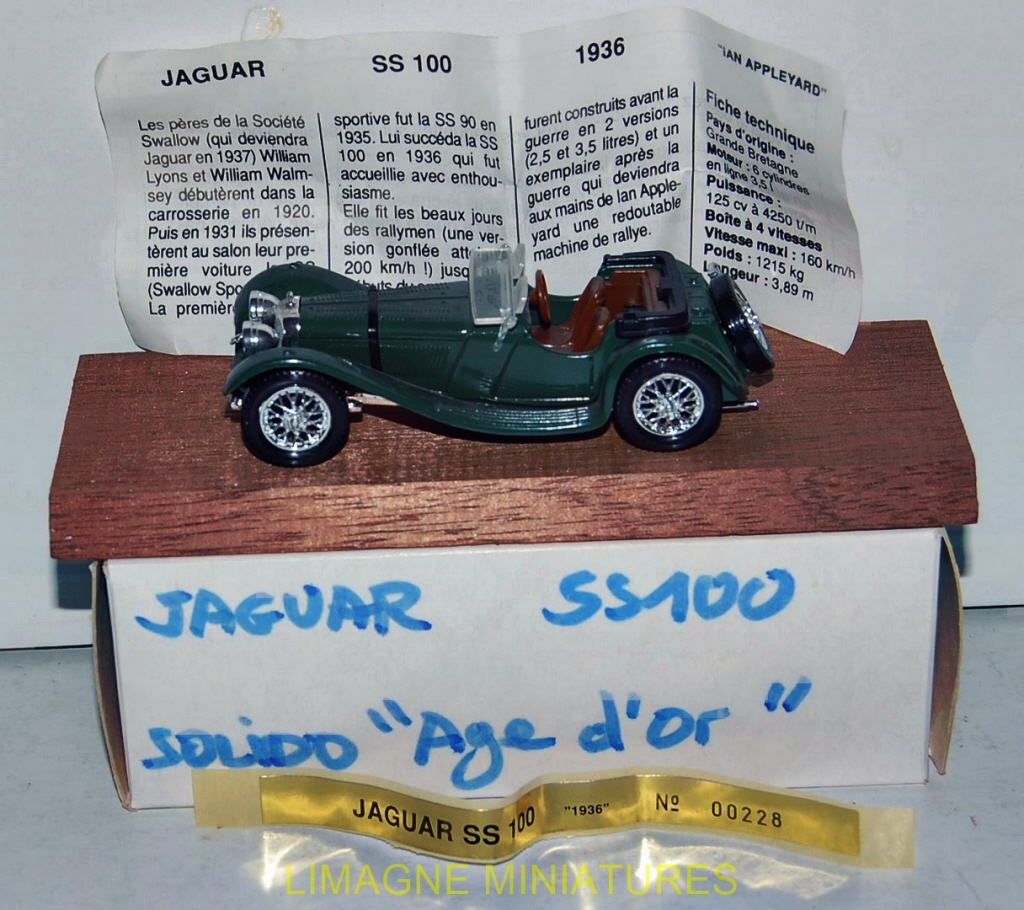 JAGUAR SS 100 1936 "IAN APPLEYARD"
Les pères de la Société
Swallow (qui deviendra
Jaguar en 1937) William
Lyons et William Walm-
sey débutèrent dans la
carrosserie en 1920.
Puis en 1931 ils présen-
tèrent au salon leur pre-
mière voiture
(Swallow
La première
sportive fut la SS 90 en
1935. Lui succéda la SS
100 en 1936 qui fut
accueillie avec enthou-
siasme.
Elle fit les beaux jours
des rallymen (une ver-
sion gonflée
200 km/h !)
furent construits avant la
guerre en 2 versions
(2,5 et 3,5 litres) et un
exemplaire après la
guerre qui deviendra
aux mains de Ian Apple-
yard une redoutable
machine de rallye.
Fiche technique
Pays d'origine :
Grande Bretagne
Moteur : 6 cylindres
en ligne 3,5 l
Puissance :
125 cv à 4250 t/m
Boîte à 4 vitesses
Vitesse maxi : 160 km/h
Poids : 1215 kg
Longeur : 3,89 m
JAGUAR SS100
SOLIDO "Age d'or"
JAGUAR SS 100 "1936" Nº 00228
LIMAGNE MINIATURES